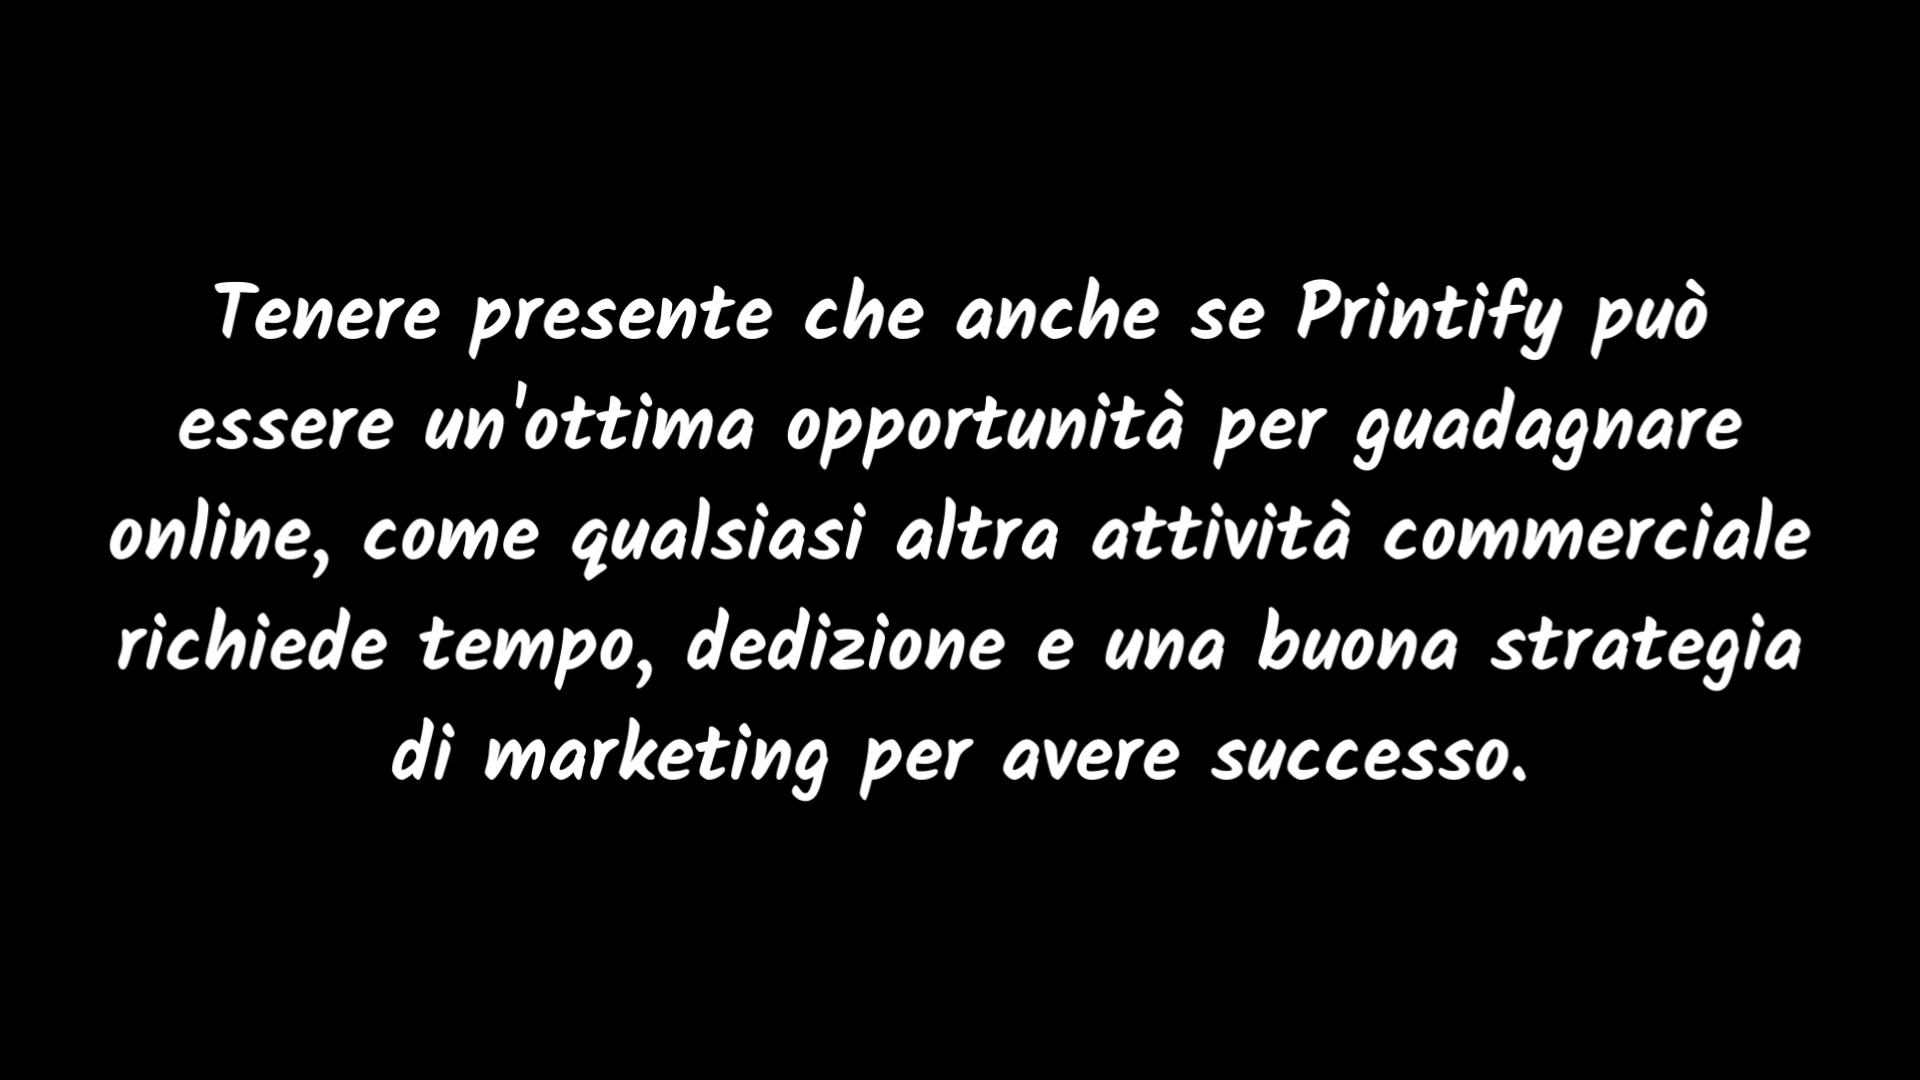 Tenere presente che anche se Printify può
essere un'ottima opportunità per guadagnare
online, come qualsiasi altra attività commerciale
richiede tempo, dedizione e una buona strategia
di marketing per avere successo.